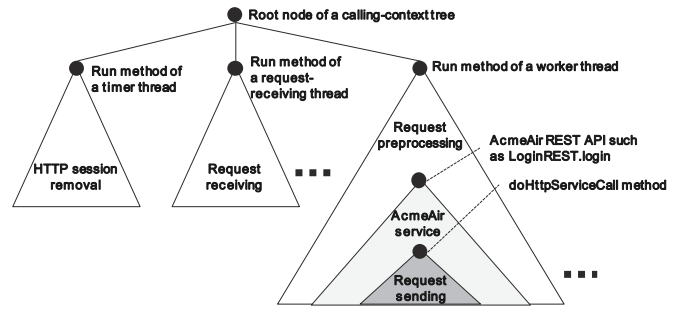 Root node of a calling-context tree
Run method of
a timer thread
Run method of
a request-
receiving thread
Run method of a worker thread
Request
preprocessing
AcmeAir REST API such
as LoginREST.login
HTTP session
removal
Request
receiving
doHttpServiceCall method
AcmeAir
service
Request
sending